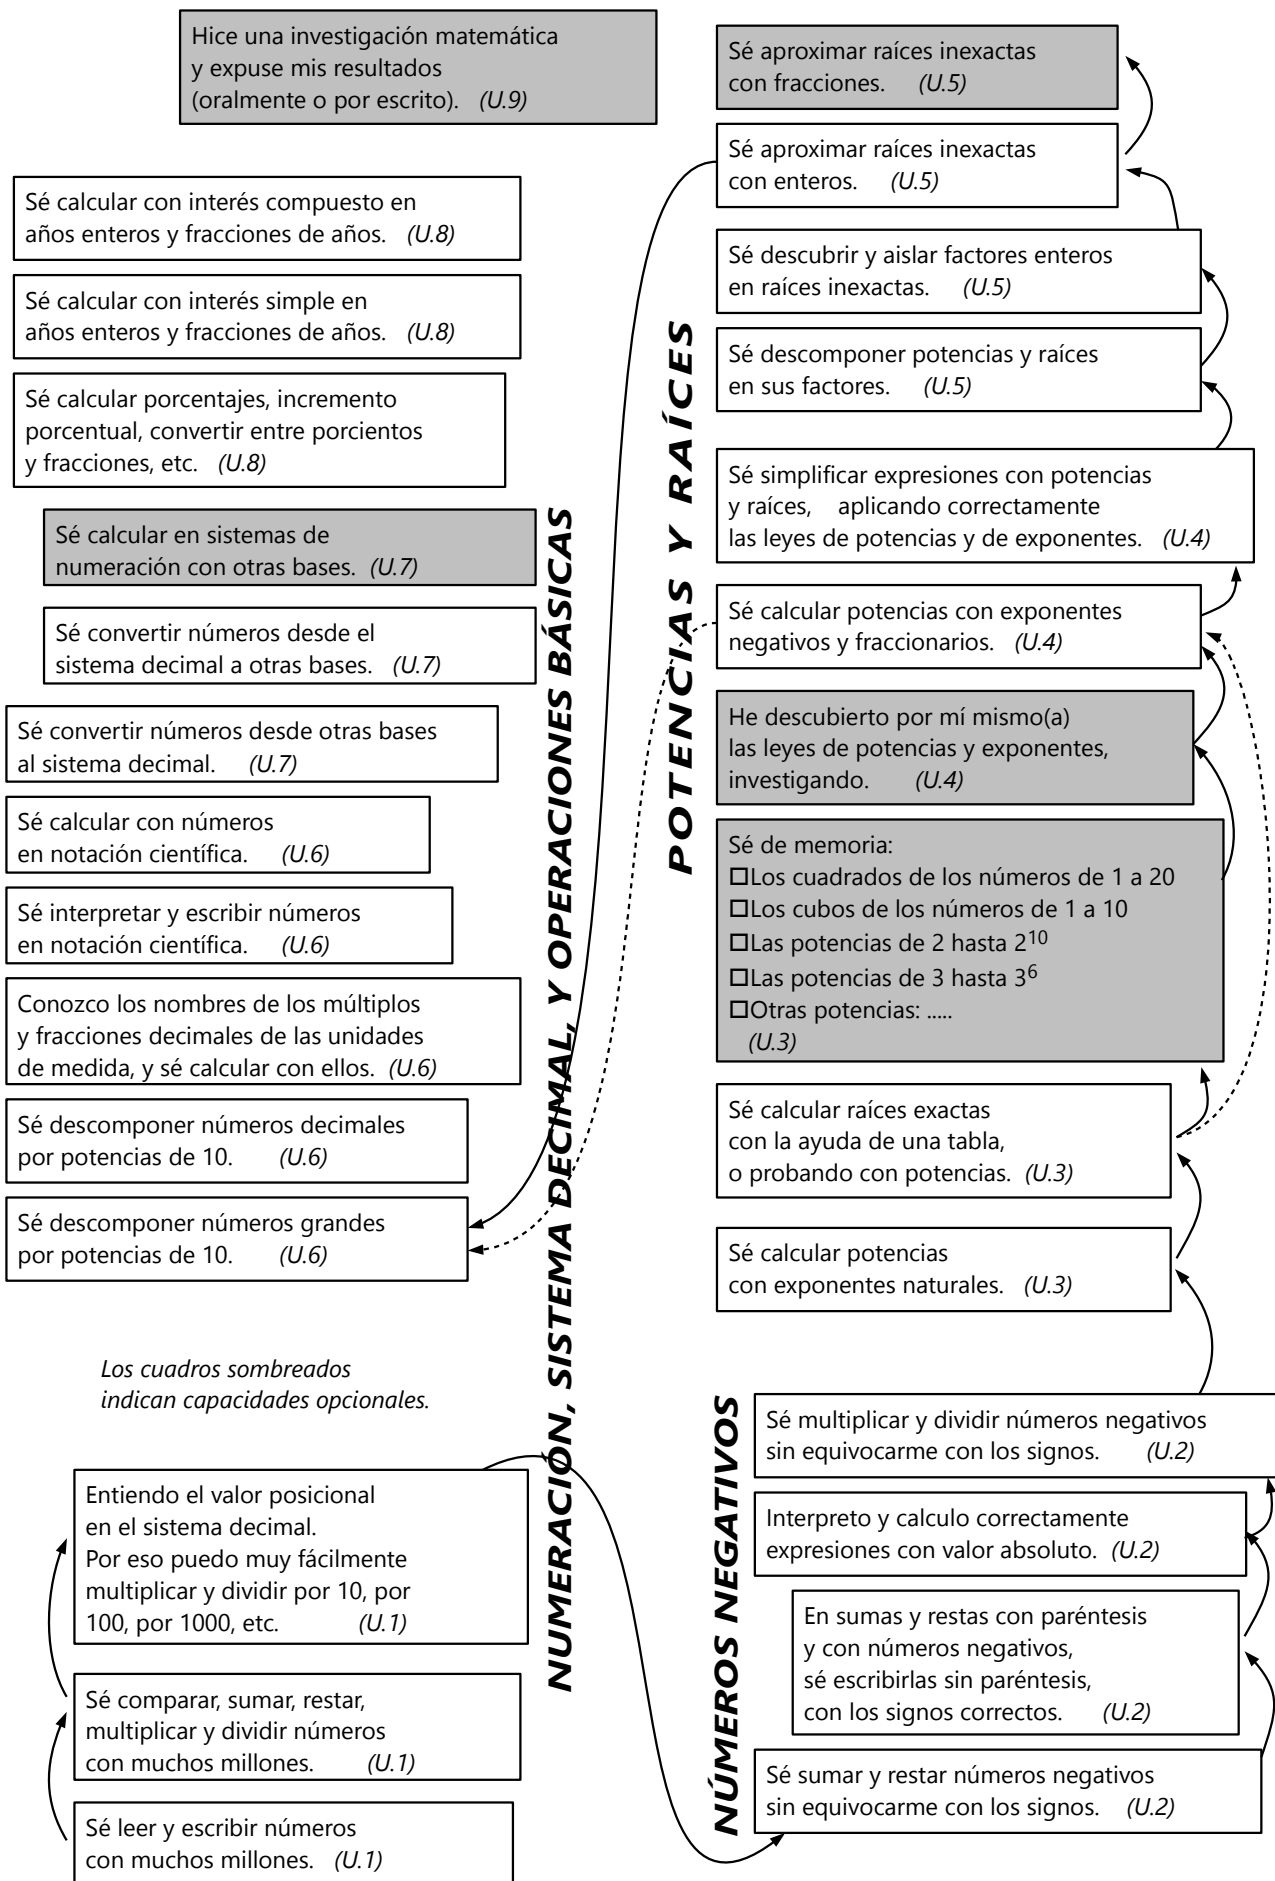 Hice una investigación matemática
y expuse mis resultados
(oralmente o por escrito). (U.9)
Sé calcular con interés compuesto en
años enteros y fracciones de años. (U.8)
Sé calcular con interés simple en
años enteros y fracciones de años. (U.8)
Sé calcular porcentajes, incremento
porcentual, convertir entre porcientos
y fracciones, etc. (U.8)
Sé calcular en sistemas de
numeración con otras bases. (U.7)
Sé convertir números desde el
sistema decimal a otras bases. (U.7)
Sé convertir números desde otras bases
al sistema decimal. (U.7)
Sé calcular con números
en notación científica. (U.6)
Sé interpretar y escribir números
en notación científica. (U.6)
Conozco los nombres de los múltiplos
y fracciones decimales de las unidades
de medida, y sé calcular con ellos. (U.6)
Sé descomponer números decimales
por potencias de 10. (U.6)
Sé descomponer números grandes
por potencias de 10. (U.6)
Los cuadros sombreados
indican capacidades opcionales.
Entiendo el valor posicional
en el sistema decimal.
Por eso puedo muy fácilmente
multiplicar y dividir por 10, por
100, por 1000, etc. (U.1)
Sé comparar, sumar, restar,
multiplicar y dividir números
con muchos millones. (U.1)
Sé leer y escribir números
con muchos millones. (U.1)
NUMERACIÓN, SISTEMA DECIMAL, Y OPERACIONES BÁSICAS
POTENCIAS Y RAÍCES
Sé aproximar raíces inexactas
con fracciones. (U.5)
Sé aproximar raíces inexactas
con enteros. (U.5)
Sé descubrir y aislar factores enteros
en raíces inexactas. (U.5)
Sé descomponer potencias y raíces
en sus factores. (U.5)
Sé simplificar expresiones con potencias
y raíces, aplicando correctamente
las leyes de potencias y de exponentes. (U.4)
Sé calcular potencias con exponentes
negativos y fraccionarios. (U.4)
He descubierto por mí mismo(a)
las leyes de potencias y exponentes,
investigando. (U.4)
Sé de memoria:
☐Los cuadrados de los números de 1 a 20
☐Los cubos de los números de 1 a 10
☐Las potencias de 2 hasta 2^10
☐Las potencias de 3 hasta 3^6
☐Otras potencias: .....
(U.3)
Sé calcular raíces exactas
con la ayuda de una tabla,
o probando con potencias. (U.3)
Sé calcular potencias
con exponentes naturales. (U.3)
NÚMEROS NEGATIVOS
Sé multiplicar y dividir números negativos
sin equivocarme con los signos. (U.2)
Interpreto y calculo correctamente
expresiones con valor absoluto. (U.2)
En sumas y restas con paréntesis
y con números negativos,
sé escribirlas sin paréntesis,
con los signos correctos. (U.2)
Sé sumar y restar números negativos
sin equivocarme con los signos. (U.2)